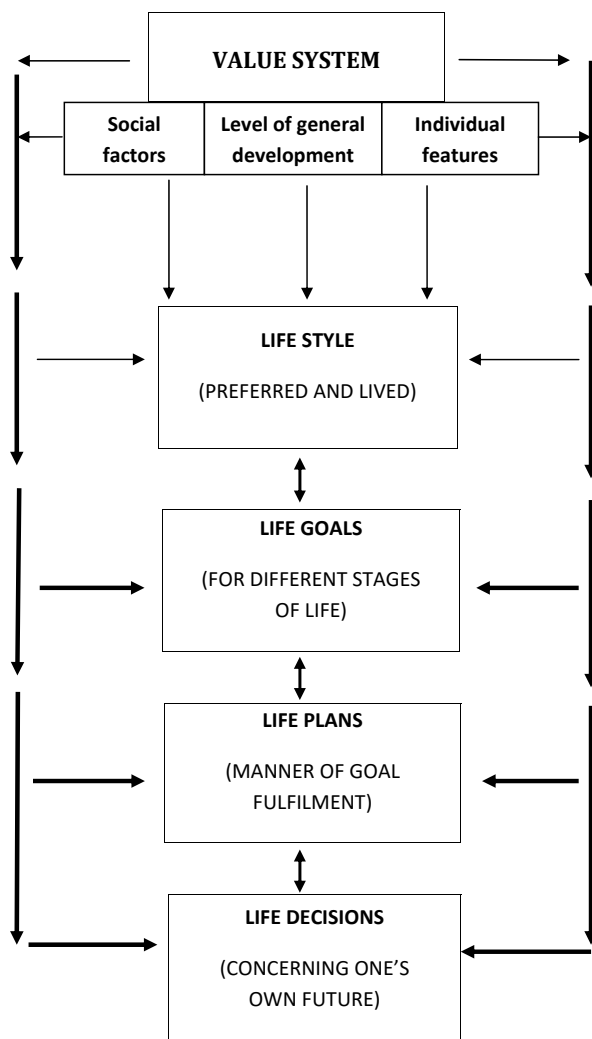 VALUE SYSTEM
Social
factors
Level of general
development
Individual
features
LIFE STYLE
(PREFERRED AND LIVED)
LIFE GOALS
(FOR DIFFERENT STAGES
OF LIFE)
LIFE PLANS
(MANNER OF GOAL
FULFILMENT)
LIFE DECISIONS
(CONCERNING ONE’S
OWN FUTURE)